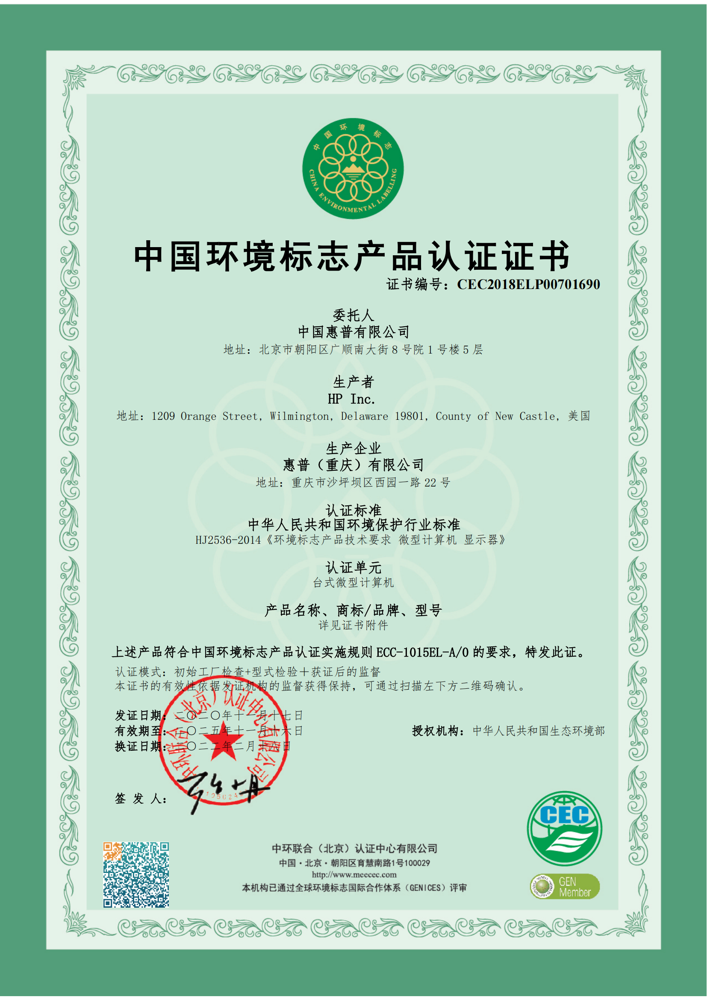 中国环境标志
CHINA ENVIRONMENTAL LABELLING
中国环境标志产品认证证书
证书编号：CEC2018ELP00701690
委托人
中国惠普有限公司
地址：北京市朝阳区广顺南大街 8 号院 1 号楼 5 层
生产者
HP Inc.
地址：1209 Orange Street, Wilmington, Delaware 19801, County of New Castle, 美国
生产企业
惠普（重庆）有限公司
地址：重庆市沙坪坝区西园一路 22 号
认证标准
中华人民共和国环境保护行业标准
HJ2536-2014《环境标志产品技术要求 微型计算机 显示器》
认证单元
台式微型计算机
产品名称、商标/品牌、型号
详见证书附件
上述产品符合中国环境标志产品认证实施规则 ECC-1015EL-A/0 的要求，特发此证。
认证模式：初始工厂检查+型式检验＋获证后的监督
本证书的有效性依据发证机构的监督获得保持，可通过扫描左下方二维码确认。
发证日期：二〇二〇年十一月十七日
有效期至：二〇二五年十一月十六日
授权机构：中华人民共和国生态环境部
换证日期：二〇二二年二月十八日
中环联合（北京）认证中心有限公司
签 发 人：
CEC
中环联合（北京）认证中心有限公司
中国·北京·朝阳区育慧南路1号100029
http://www.meecec.com
本机构已通过全球环境标志国际合作体系（GENICES）评审
GEN
Member